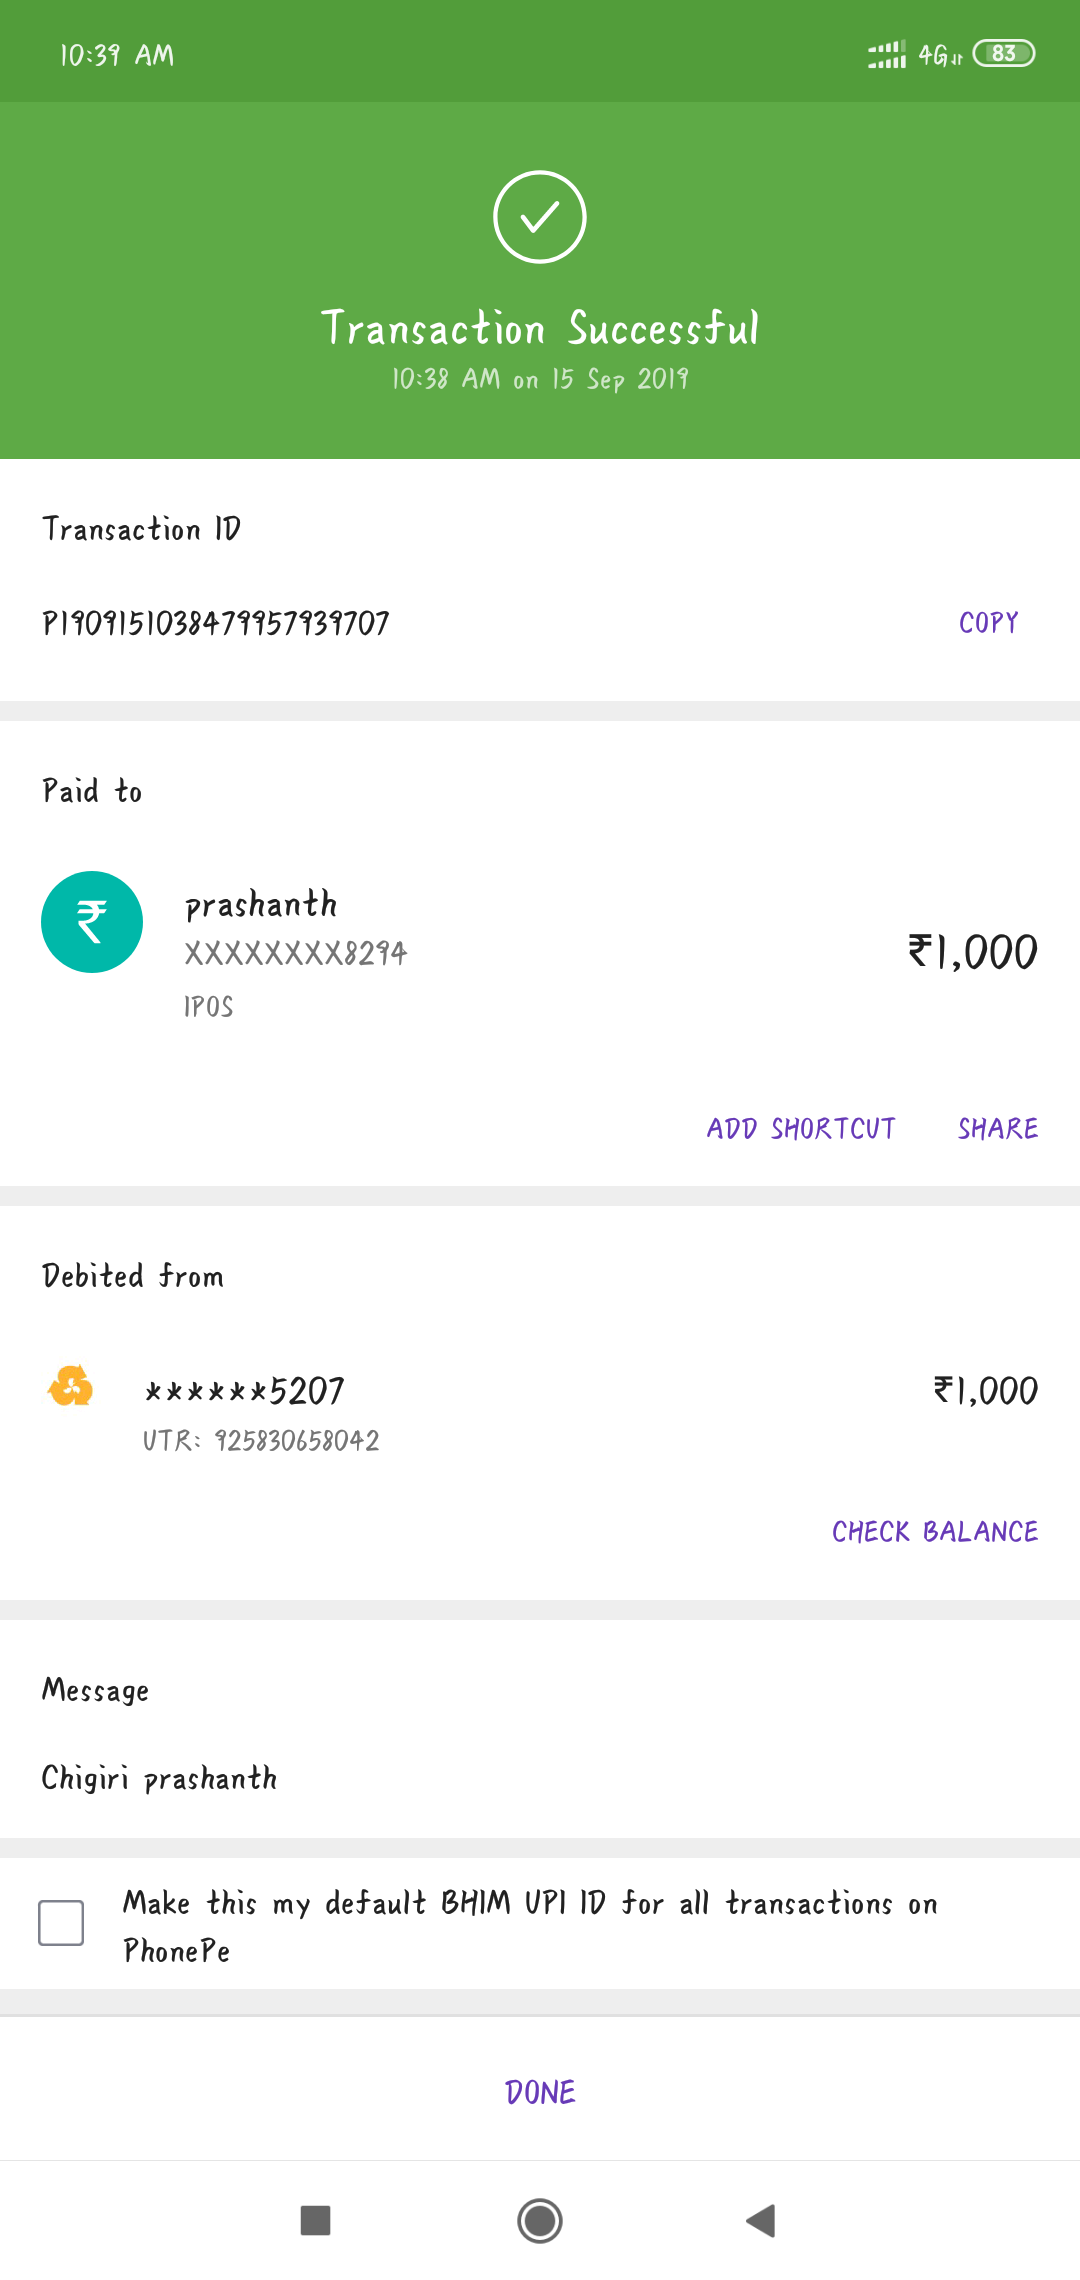 10:39 AM
4G 83
Transaction Successful
10:38 AM on 15 Sep 2019
Transaction ID
P1909151038479957939707 COPY
Paid to
prashanth
XXXXXXXX8294
₹1,000
IPOS
ADD SHORTCUT SHARE
Debited from
******5207 ₹1,000
UTR: 925830658042
CHECK BALANCE
Message
Chigiri prashanth
Make this my default BHIM UPI ID for all transactions on
PhonePe
DONE